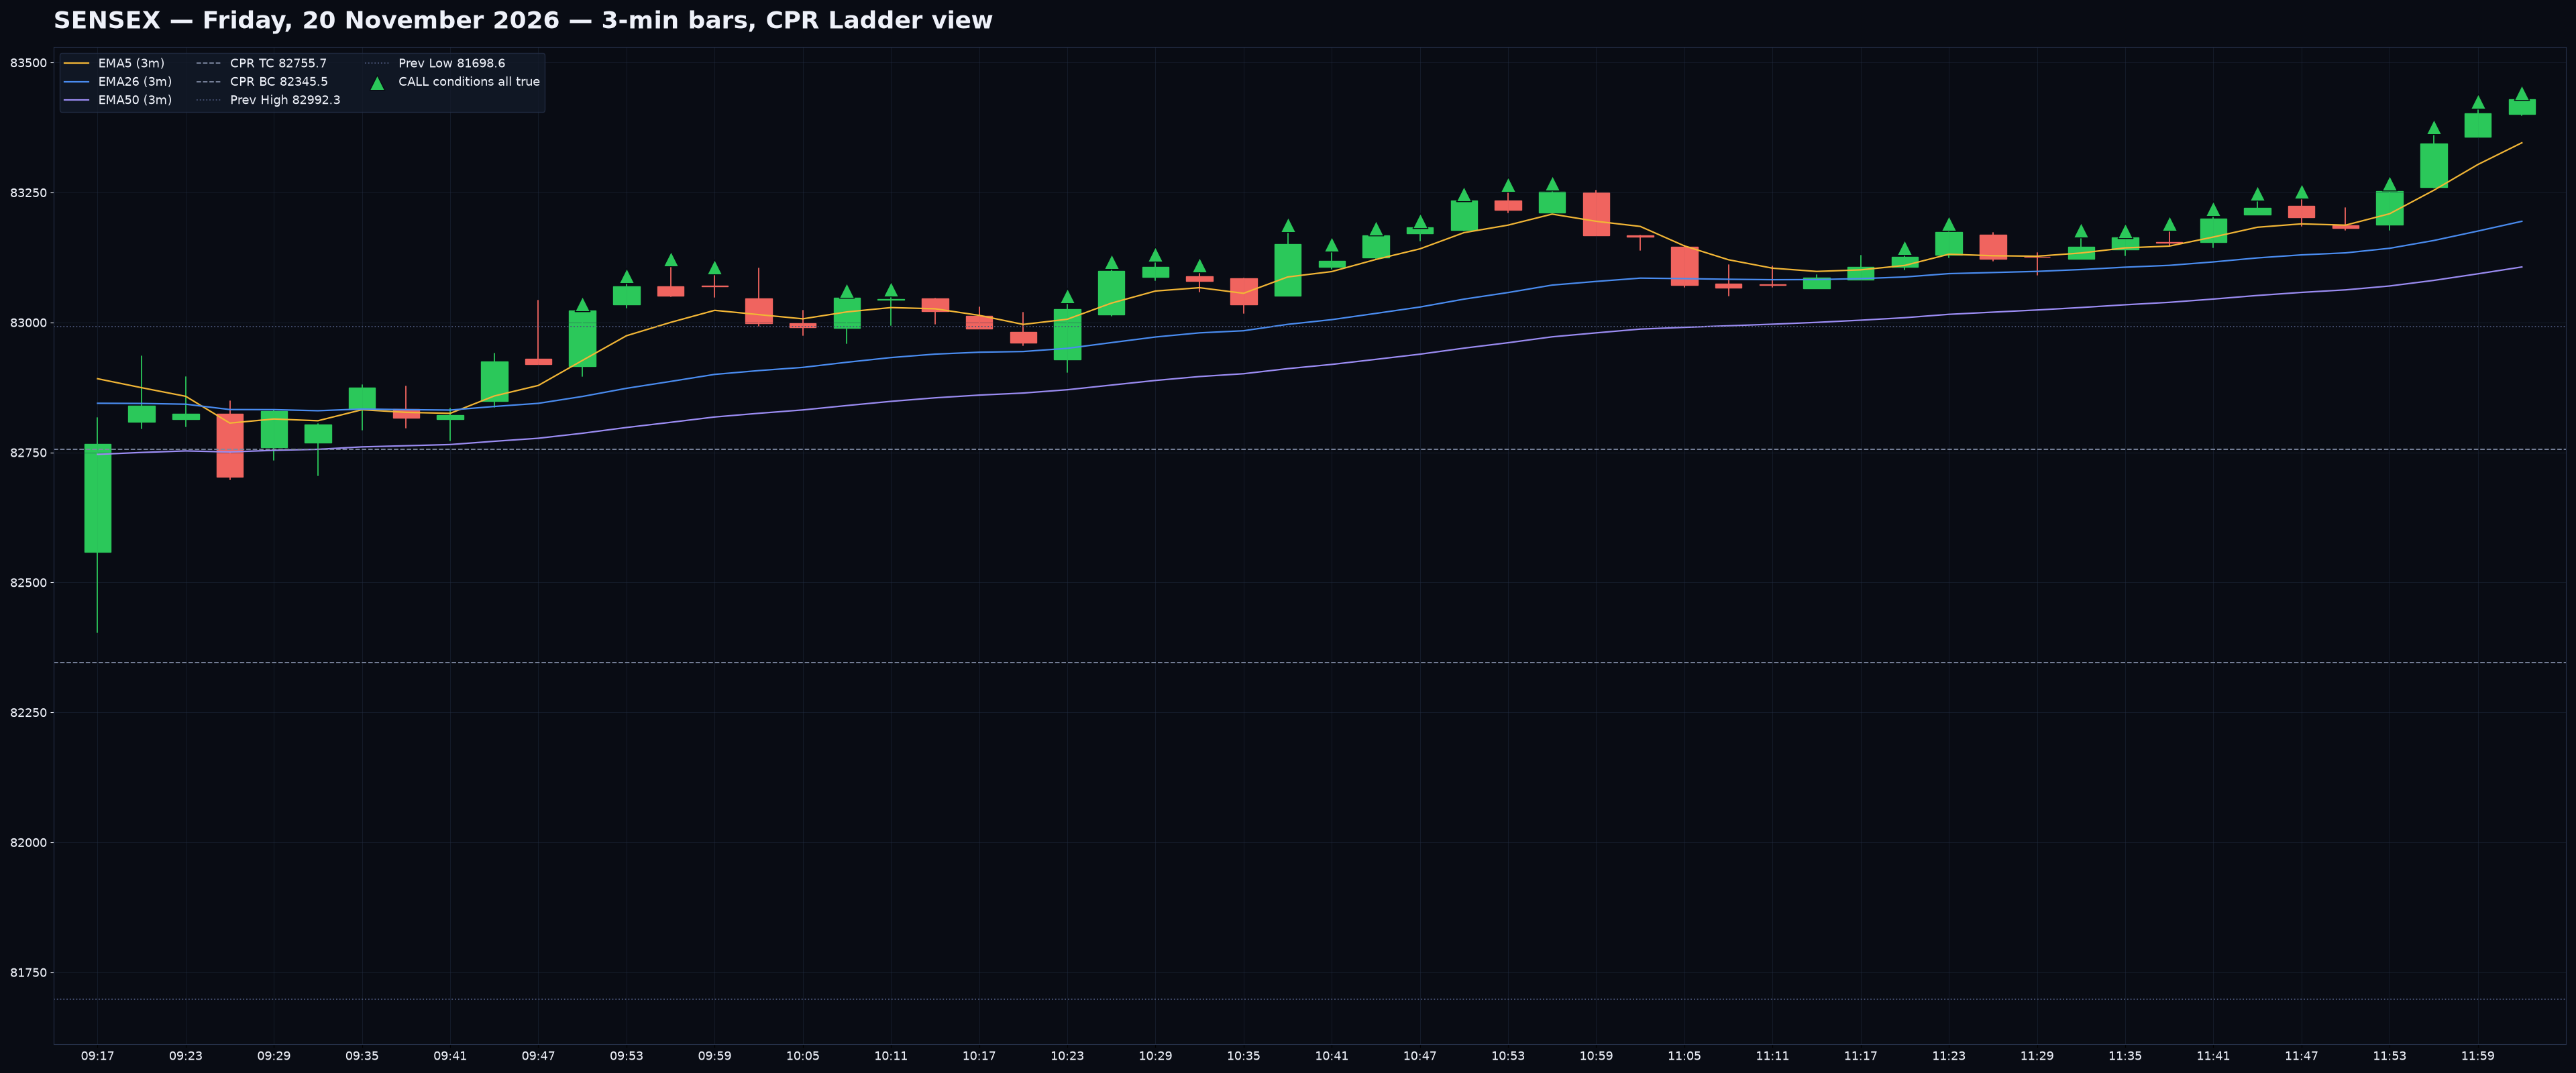 SENSEX — Friday, 20 November 2026 — 3-min bars, CPR Ladder view
EMA5 (3m)
EMA26 (3m)
EMA50 (3m)
CPR TC 82755.7
CPR BC 82345.5
Prev High 82992.3
Prev Low 81698.6
CALL conditions all true
83500
83250
83000
82750
82500
82250
82000
81750
09:17 09:23 09:29 09:35 09:41 09:47 09:53 09:59 10:05 10:11 10:17 10:23 10:29 10:35 10:41 10:47 10:53 10:59 11:05 11:11 11:17 11:23 11:29 11:35 11:41 11:47 11:53 11:59